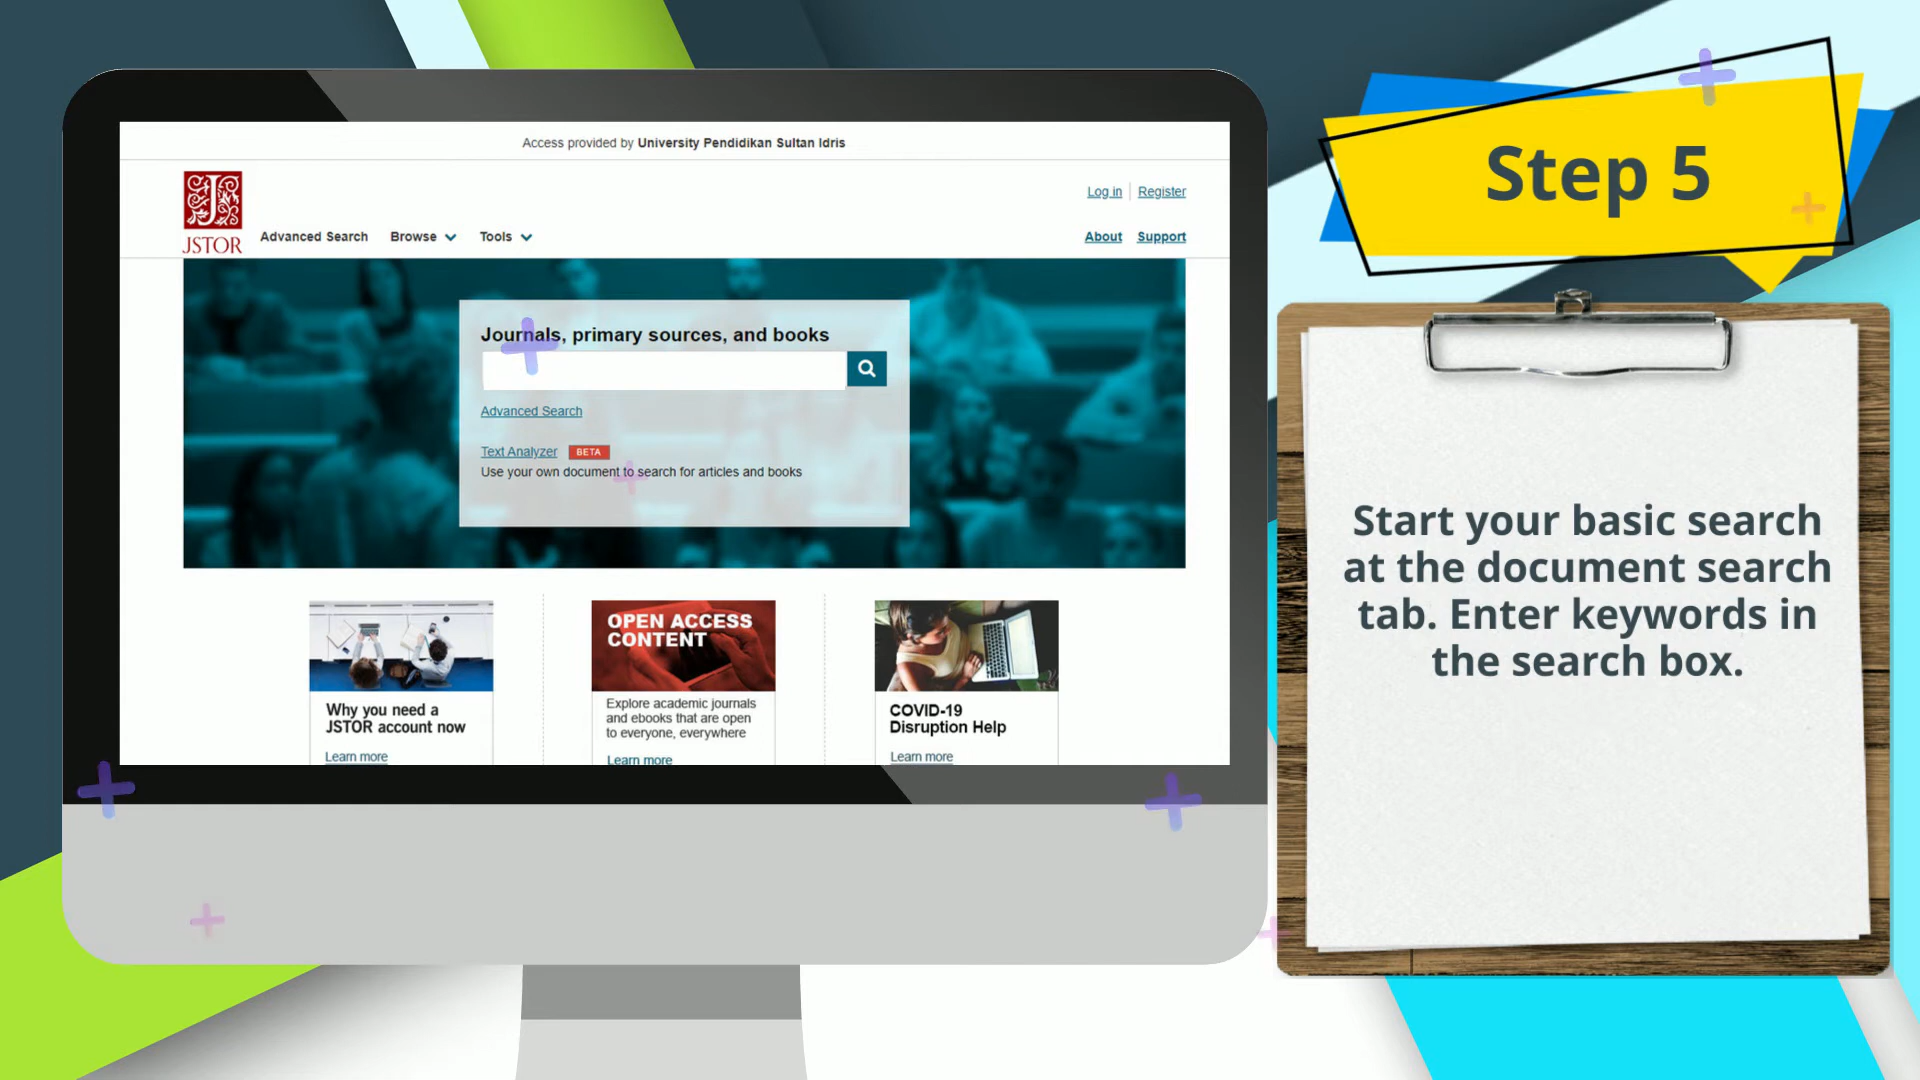 Access provided by University Pendidikan Sultan Idris
Log in Register
JSTOR
Advanced Search Browse Tools
About Support
Journals, primary sources, and books
Advanced Search
Text Analyzer BETA
Use your own document to search for articles and books
OPEN ACCESS
CONTENT
Why you need a
JSTOR account now
Learn more
Explore academic journals
and ebooks that are open
to everyone, everywhere
Learn more
COVID-19
Disruption Help
Learn more
Step 5
Start your basic search
at the document search
tab. Enter keywords in
the search box.